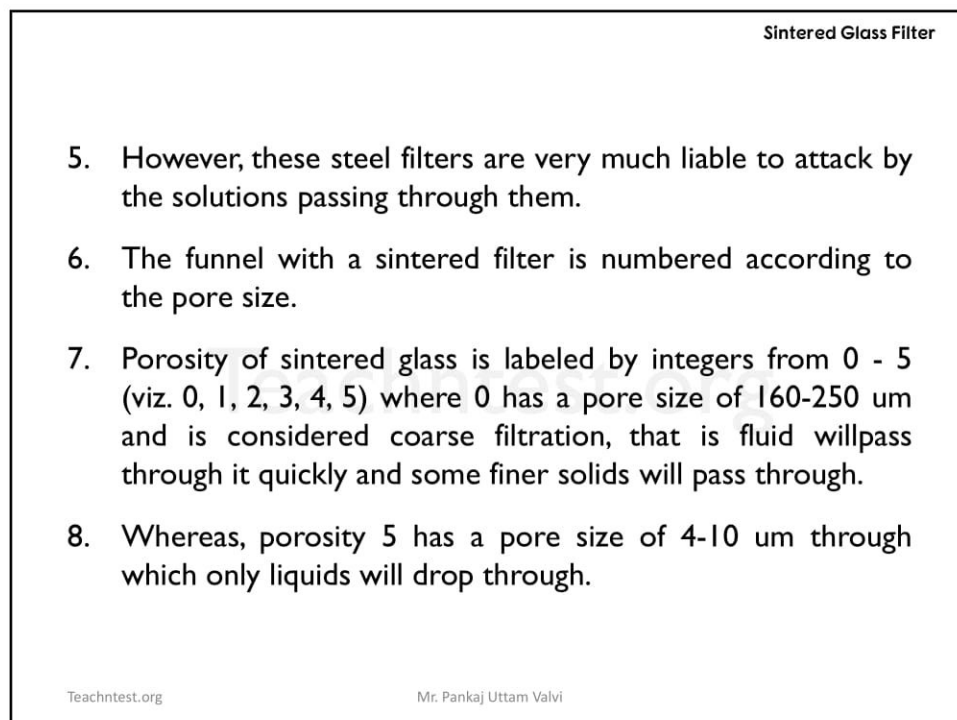 Sintered Glass Filter
5. However, these steel filters are very much liable to attack by
the solutions passing through them.
6. The funnel with a sintered filter is numbered according to
the pore size.
7. Porosity of sintered glass is labeled by integers from 0 - 5
(viz. 0, 1, 2, 3, 4, 5) where 0 has a pore size of 160-250 um
and is considered coarse filtration, that is fluid willpass
through it quickly and some finer solids will pass through.
8. Whereas, porosity 5 has a pore size of 4-10 um through
which only liquids will drop through.
Teachntest.org
Teachntest.org
Mr. Pankaj Uttam Valvi